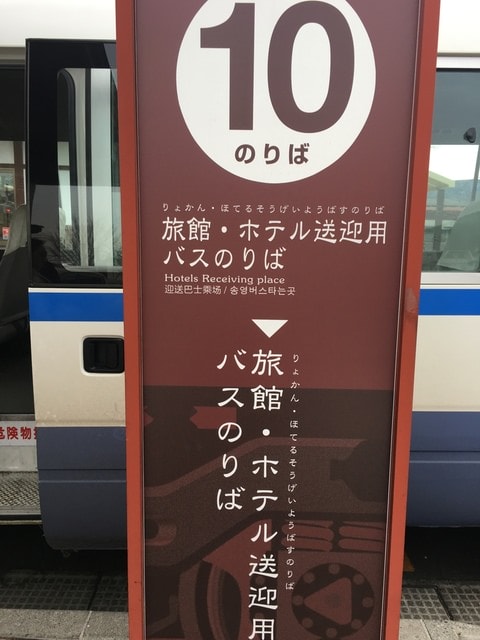 10
のりば
りょかん・ほてるそうげいようばすのりば
旅館・ホテル送迎用
バスのりば
Hotels Receiving place
迎送巴士乘场 / 송영버스타는곳
りょかん・ほてるそうげいようばすのりば
旅館・ホテル送迎用
バスのりば
危険物